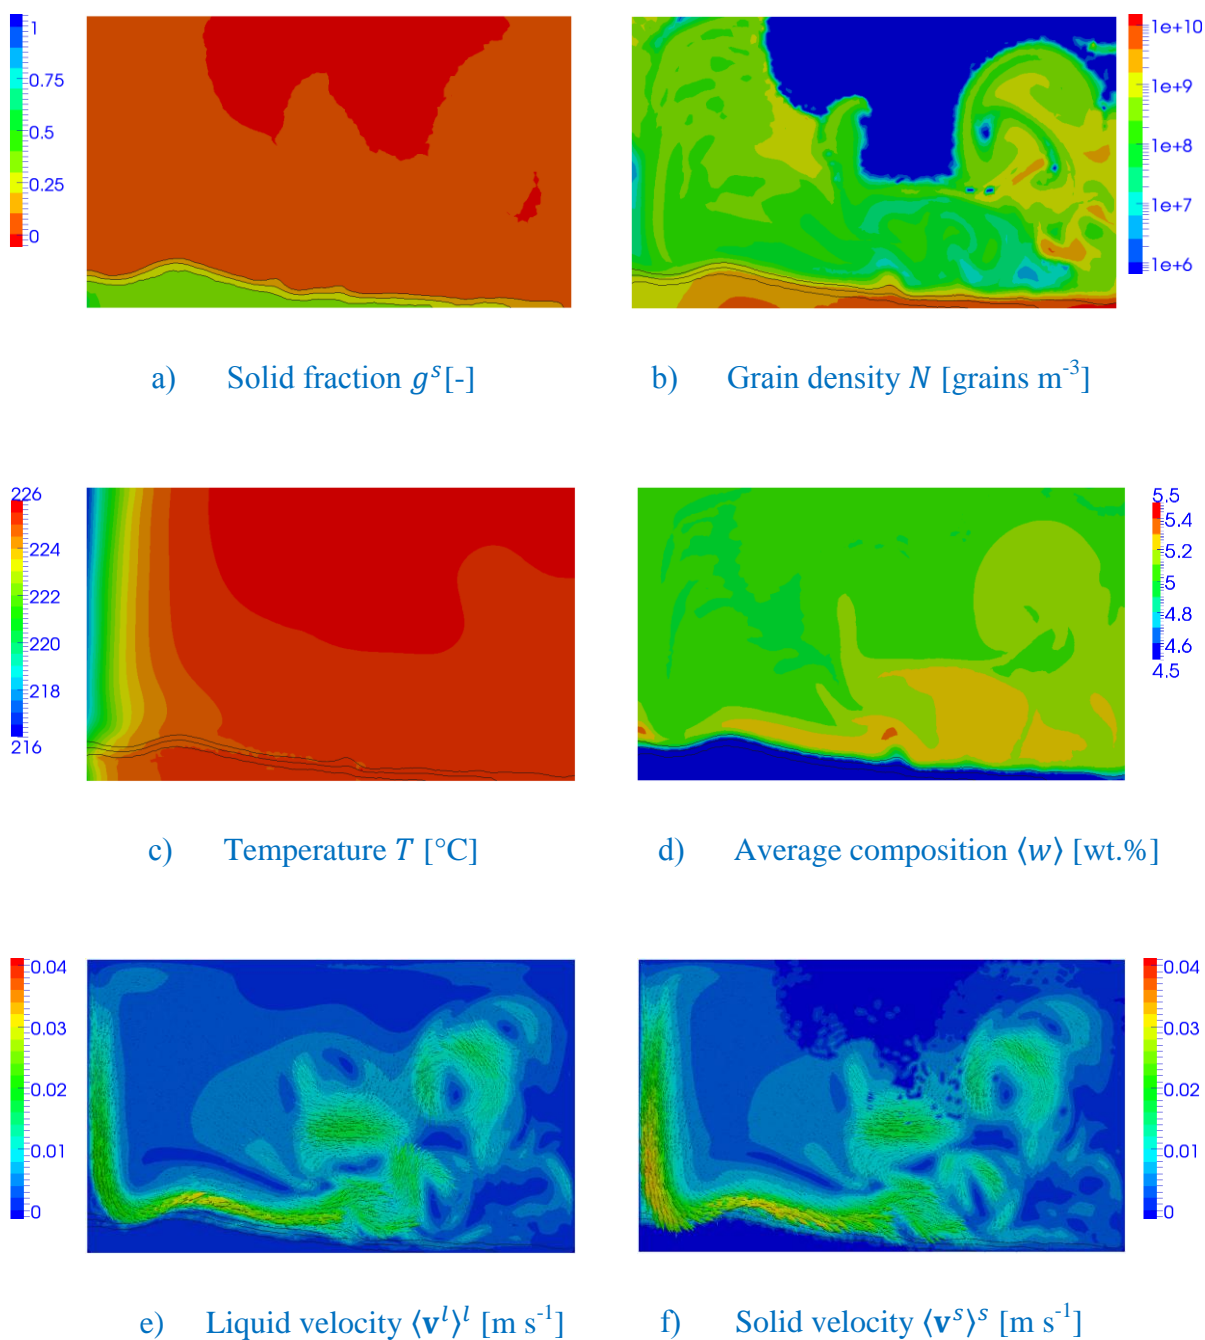 1
0.75
0.5
0.25
0
1e+10
1e+9
1e+8
1e+7
1e+6
a) Solid fraction gˢ[-]
b) Grain density N [grains m⁻³]
226
224
222
220
218
216
5.5
5.4
5.2
5
4.8
4.6
4.5
c) Temperature T [°C]
d) Average composition ⟨w⟩ [wt.%]
0.04
0.03
0.02
0.01
0
0.04
0.03
0.02
0.01
0
e) Liquid velocity ⟨𝐯ˡ⟩ˡ [m s⁻¹]
f) Solid velocity ⟨𝐯ˢ⟩ˢ [m s⁻¹]